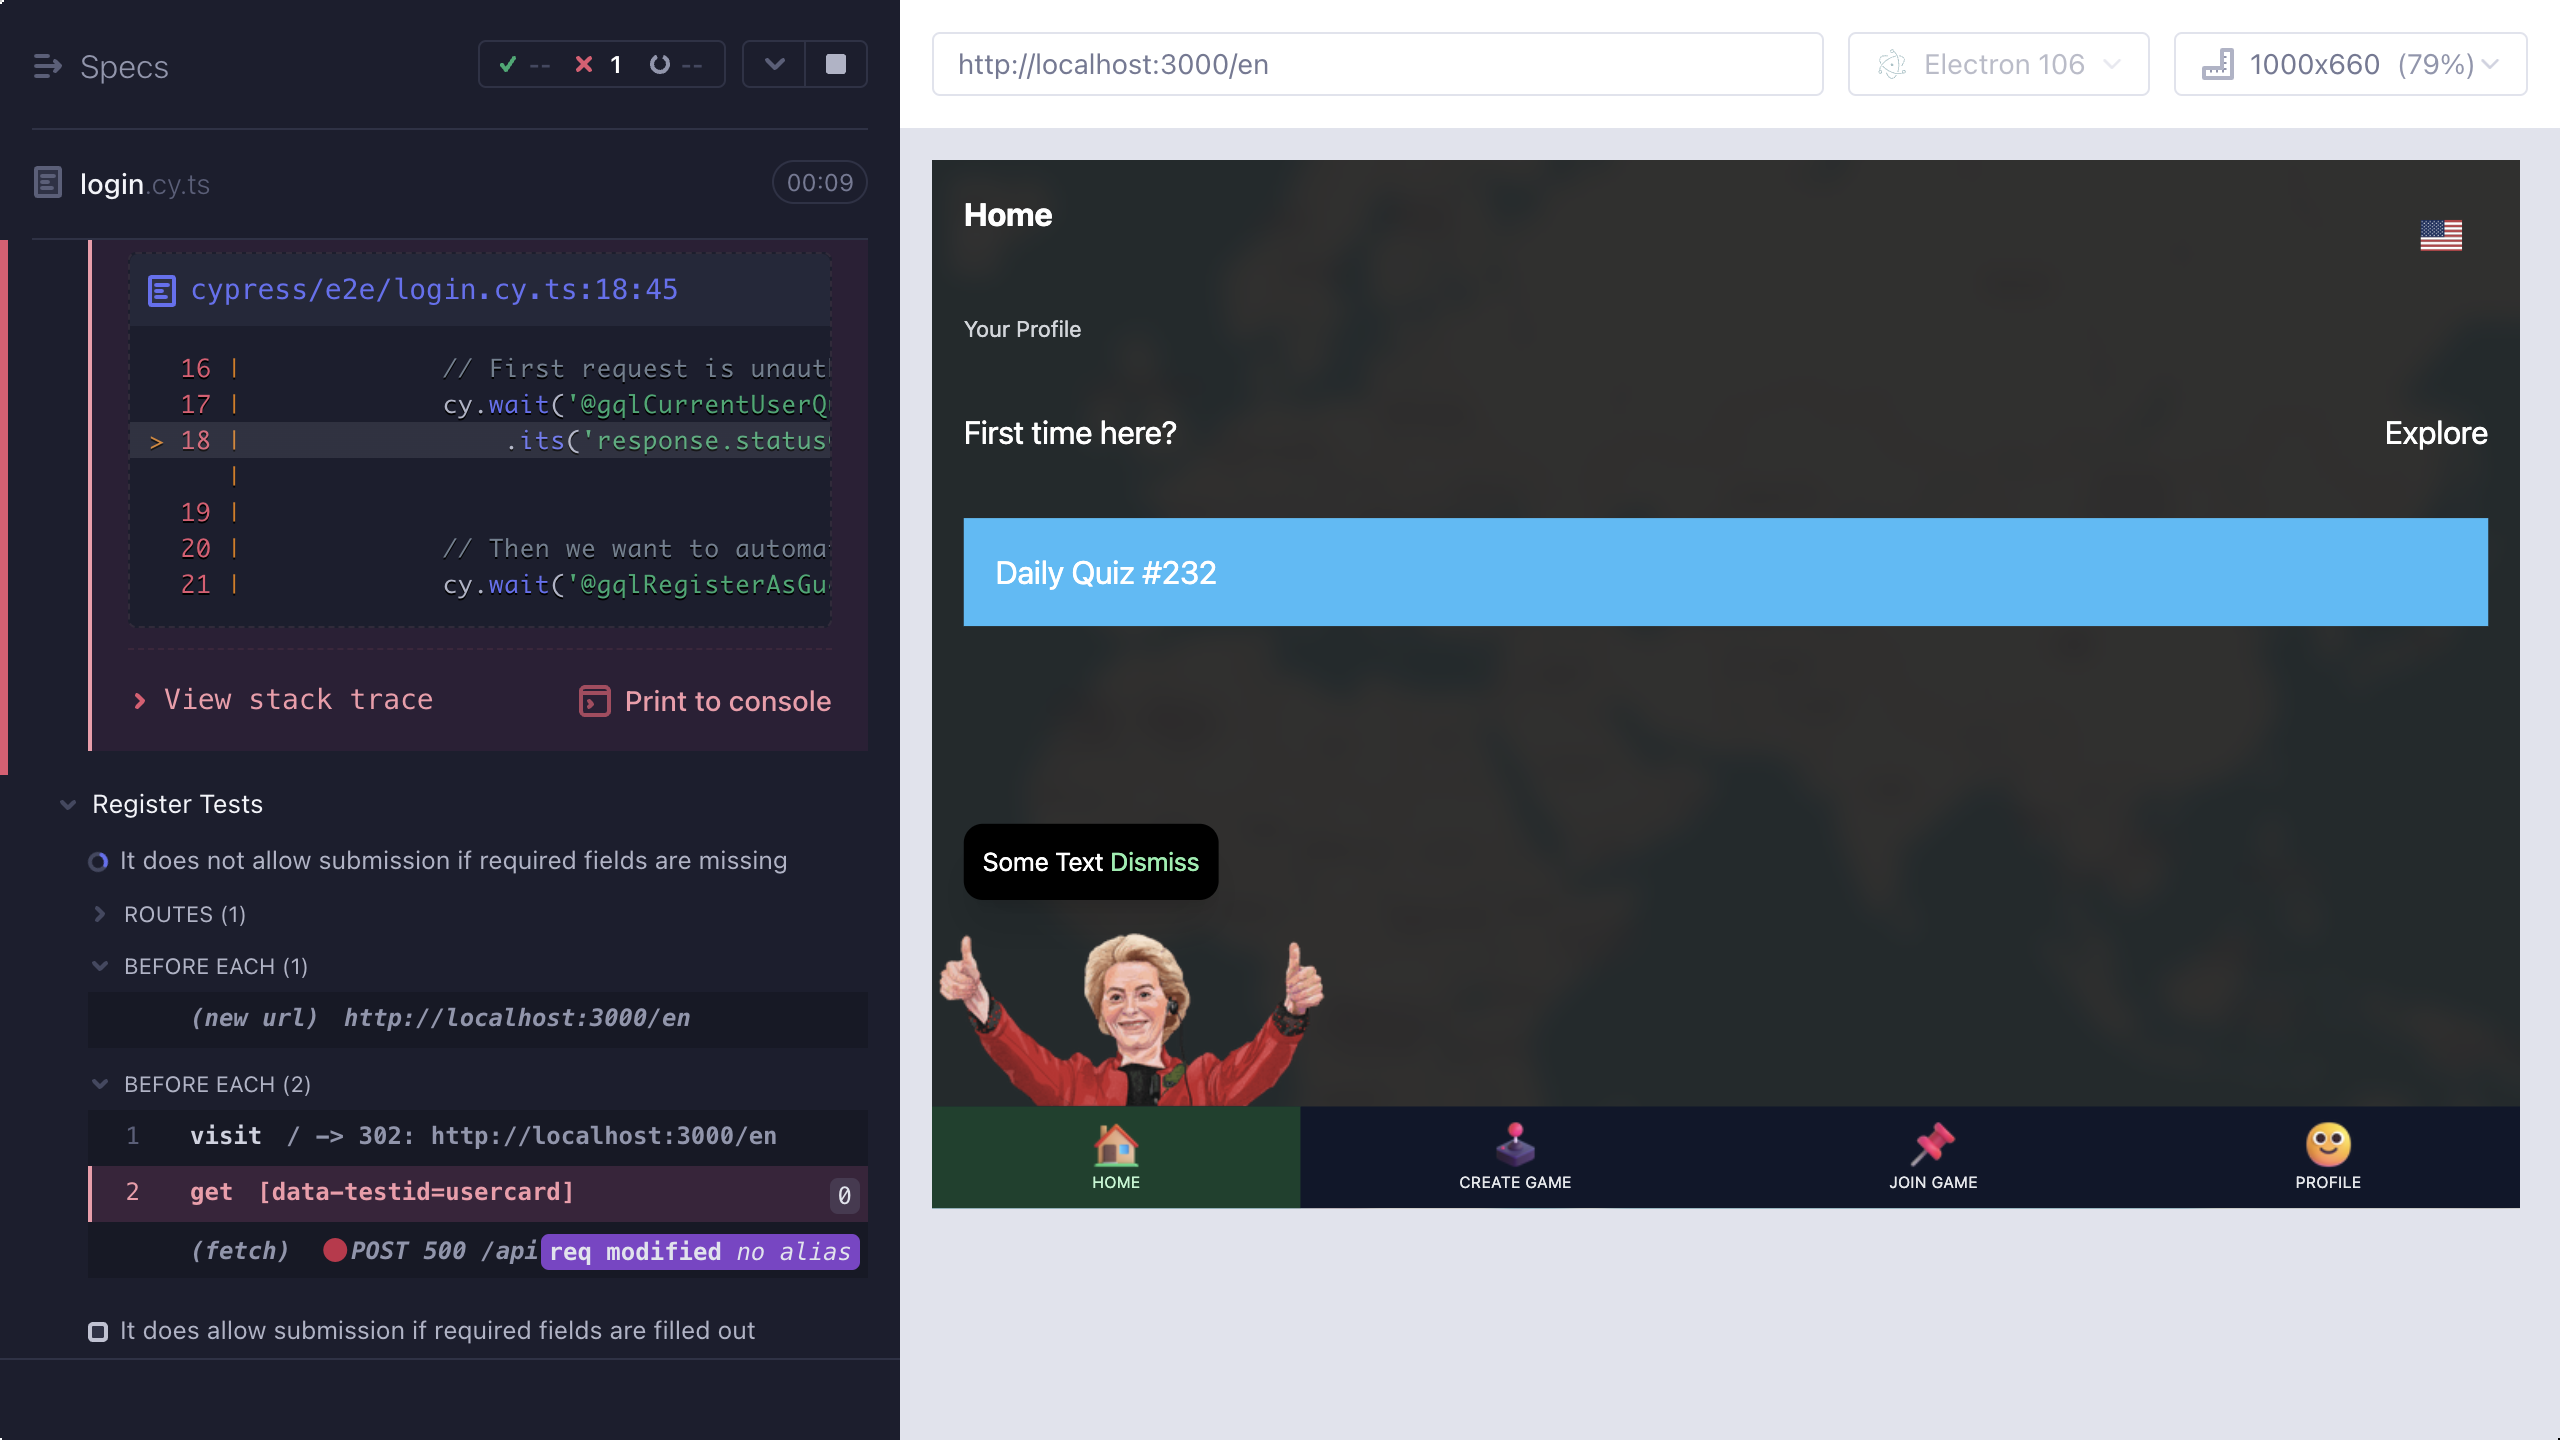 Specs
-- 1 --
login.cy.ts
00:09
cypress/e2e/login.cy.ts:18:45
16 | // First request is unaut
17 | cy.wait('@gqlCurrentUserQ
> 18 | .its('response.status
|
19 |
20 | // Then we want to automa
21 | cy.wait('@gqlRegisterAsGu
View stack trace
Print to console
Register Tests
It does not allow submission if required fields are missing
ROUTES (1)
BEFORE EACH (1)
(new url) http://localhost:3000/en
BEFORE EACH (2)
1 visit / -> 302: http://localhost:3000/en
2 get [data-testid=usercard] 0
(fetch) POST 500 /api req modified no alias
It does allow submission if required fields are filled out
http://localhost:3000/en
Electron 106
1000x660 (79%)
Home
Your Profile
First time here?
Explore
Daily Quiz #232
Some Text Dismiss
HOME
CREATE GAME
JOIN GAME
PROFILE